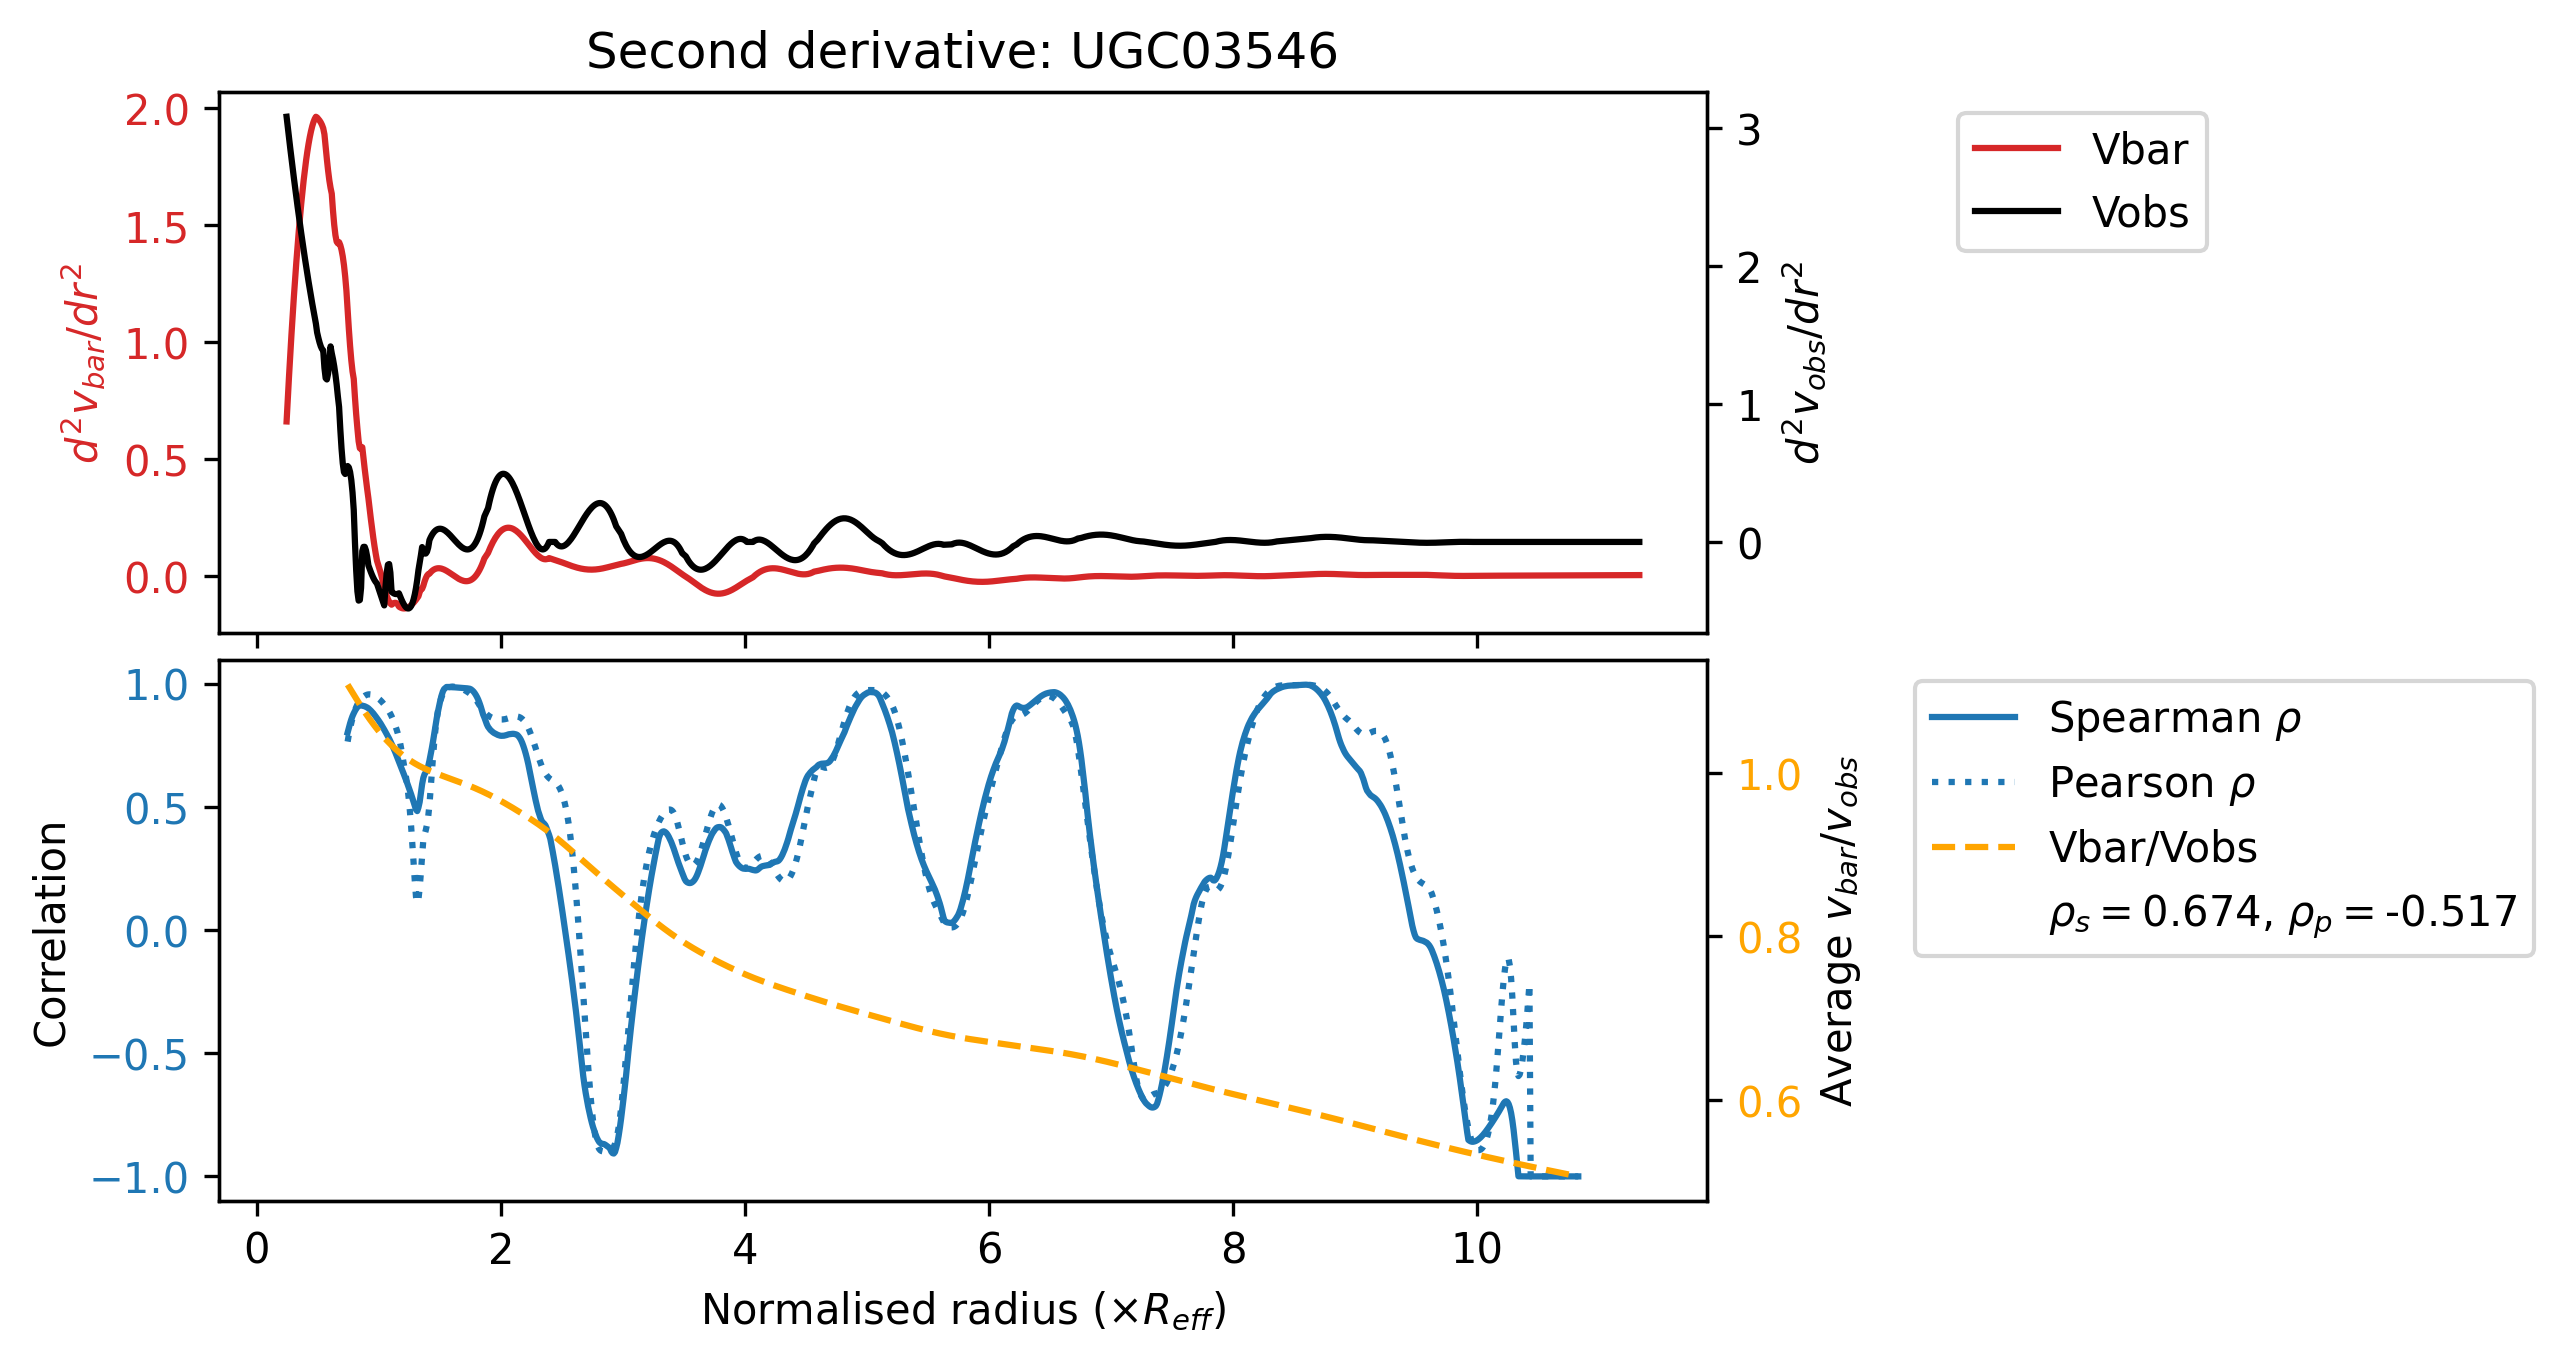 Second derivative: UGC03546
2.0
1.5
1.0
0.5
0.0
d²v_bar/dr²
3
2
1
0
d²v_obs/dr²
Vbar
Vobs
1.0
0.5
0.0
−0.5
−1.0
Correlation
1.0
0.8
0.6
Average v_bar/v_obs
Spearman ρ
Pearson ρ
Vbar/Vobs
ρ_s = 0.674, ρ_p = -0.517
0 2 4 6 8 10
Normalised radius (×R_eff)